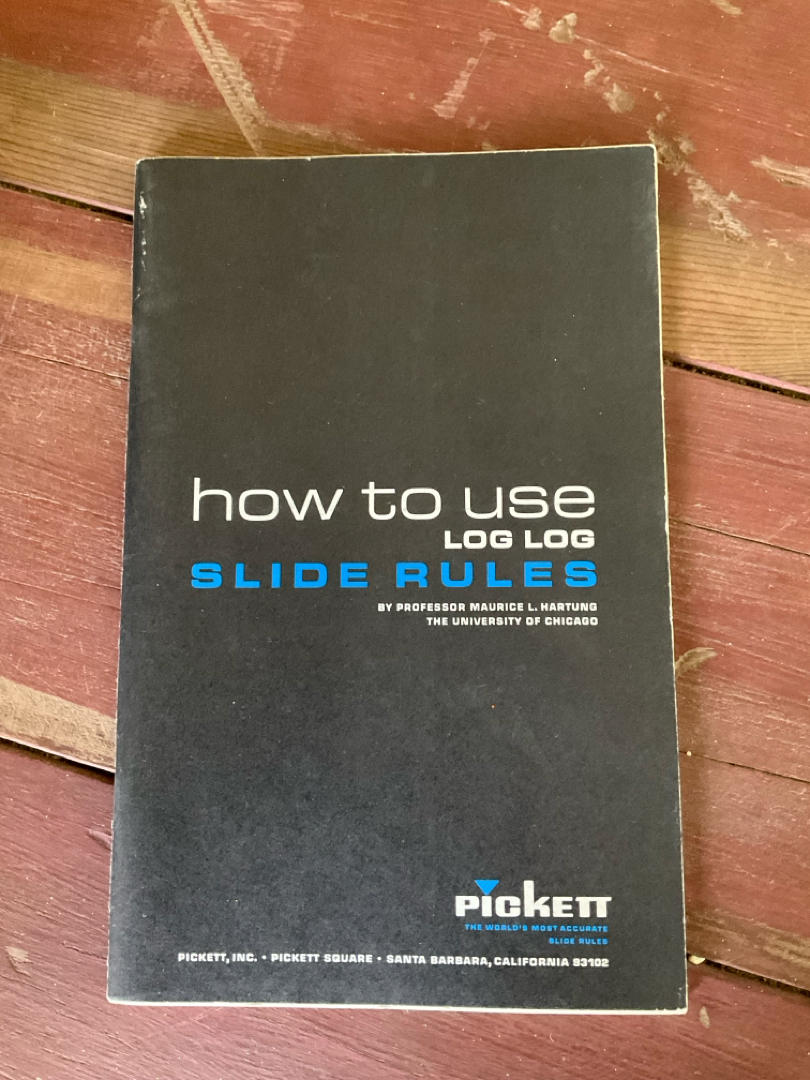 how to use
LOG LOG
SLIDE RULES
BY PROFESSOR MAURICE L. HARTUNG
THE UNIVERSITY OF CHICAGO
PICKETT
THE WORLD'S MOST ACCURATE
SLIDE RULES
PICKETT, INC. • PICKETT SQUARE • SANTA BARBARA, CALIFORNIA 93102